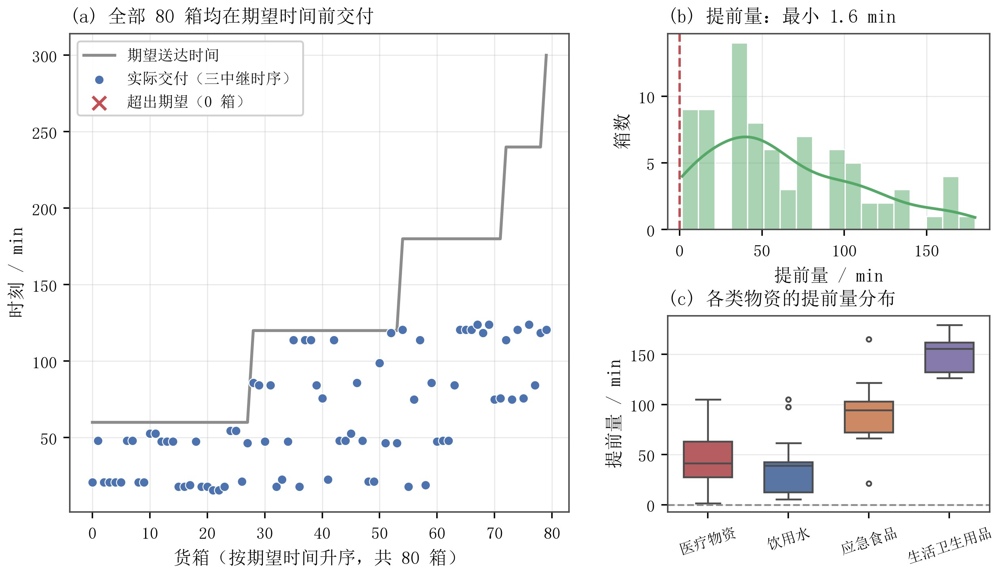 (a) 全部 80 箱均在期望时间前交付
期望送达时间
实际交付（三中继时序）
超出期望（0 箱）
时刻 / min
300
250
200
150
100
50
0
10
20
30
40
50
60
70
80
货箱（按期望时间升序，共 80 箱）
(b) 提前量：最小 1.6 min
箱数
10
5
0
0
50
100
150
提前量 / min
(c) 各类物资的提前量分布
提前量 / min
150
100
50
0
医疗物资
饮用水
应急食品
生活卫生用品